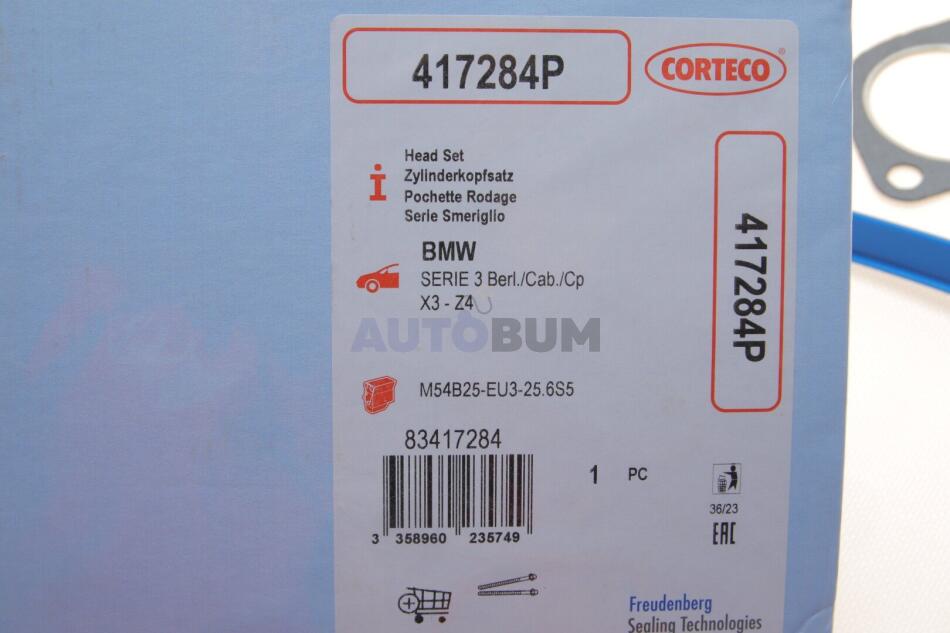 417284P
CORTECO®
Head Set
Zylinderkopfsatz
Pochette Rodage
Serie Smeriglio
BMW
SERIE 3 Berl./Cab./Cp
X3 - Z4
AUTOBUM
417284P
M54B25-EU3-25.6S5
83417284
1 PC
3 358960 235749
36/23
EAC
Freudenberg
Sealing Technologies